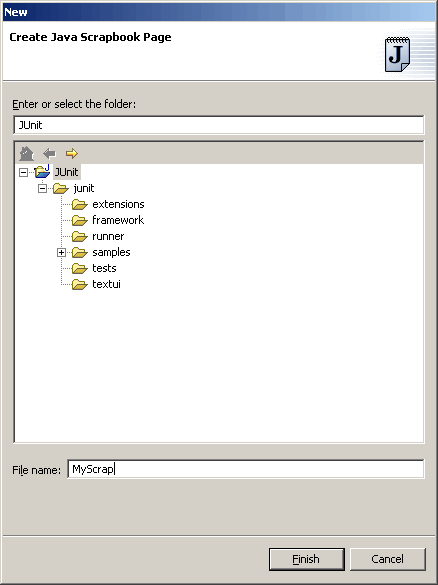 New
Create Java Scrapbook Page
J
Enter or select the folder:
JUnit
JUnit
junit
extensions
framework
runner
samples
tests
textui
File name: MyScrap
Finish Cancel